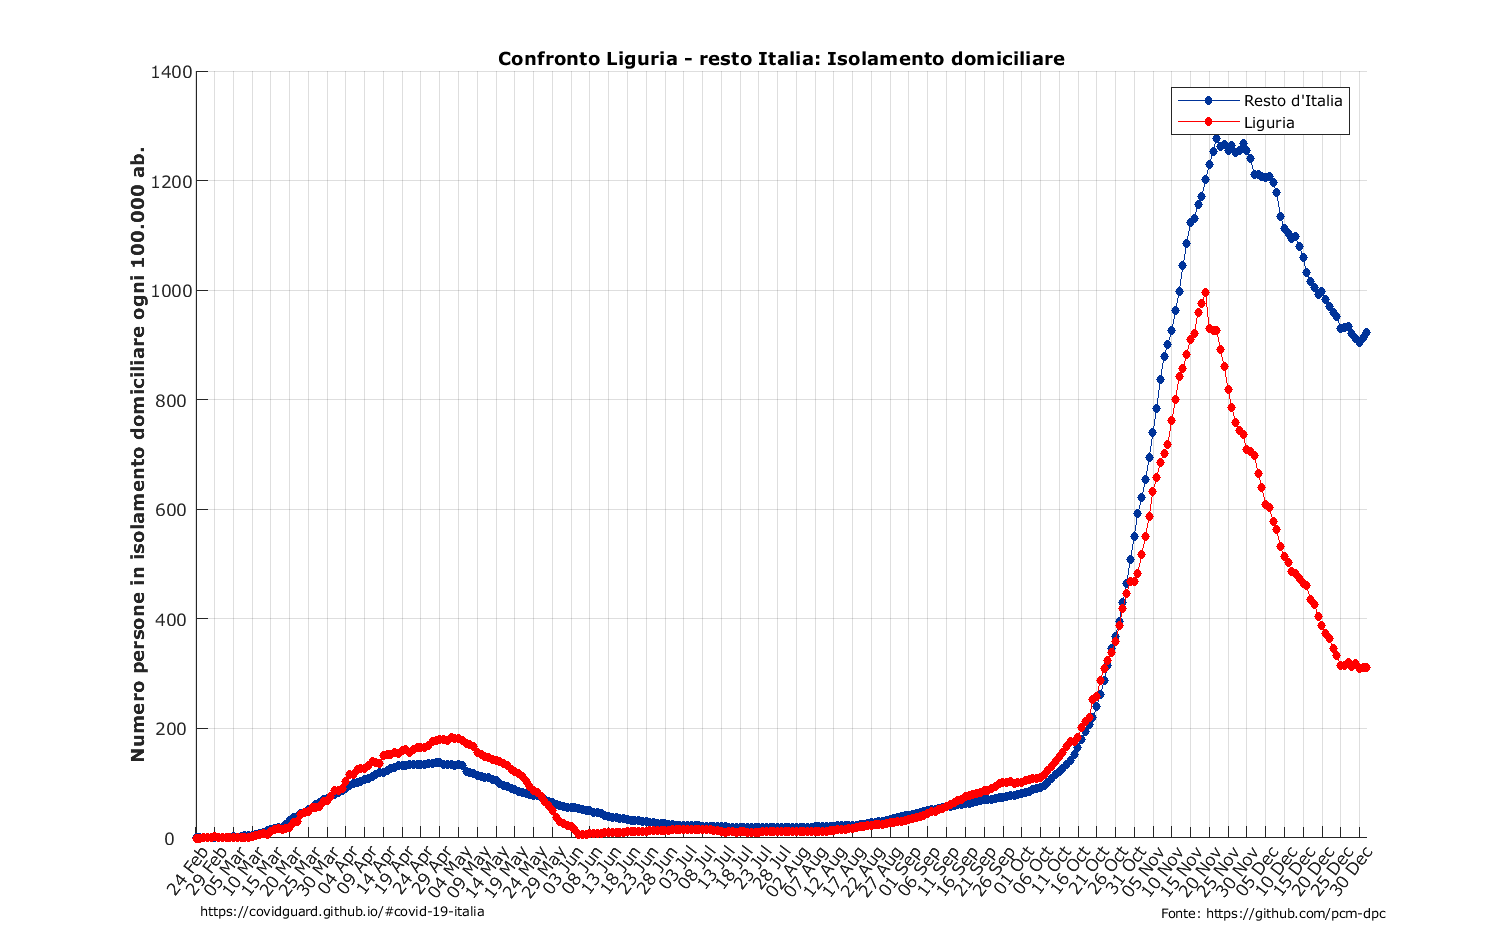 Confronto Liguria - resto Italia: Isolamento domiciliare
Numero persone in isolamento domiciliare ogni 100.000 ab.
1400
1200
1000
800
600
400
200
0
Resto d'Italia
Liguria
24 Feb
29 Feb
05 Mar
10 Mar
15 Mar
20 Mar
25 Mar
30 Mar
04 Apr
09 Apr
14 Apr
19 Apr
24 Apr
29 Apr
04 May
09 May
14 May
19 May
24 May
29 May
03 Jun
08 Jun
13 Jun
18 Jun
23 Jun
28 Jun
03 Jul
08 Jul
13 Jul
18 Jul
23 Jul
28 Jul
02 Aug
07 Aug
12 Aug
17 Aug
22 Aug
27 Aug
01 Sep
06 Sep
11 Sep
16 Sep
21 Sep
26 Sep
01 Oct
06 Oct
11 Oct
16 Oct
21 Oct
26 Oct
31 Oct
05 Nov
10 Nov
15 Nov
20 Nov
25 Nov
30 Nov
05 Dec
10 Dec
15 Dec
20 Dec
25 Dec
30 Dec
https://covidguard.github.io/#covid-19-italia
Fonte: https://github.com/pcm-dpc